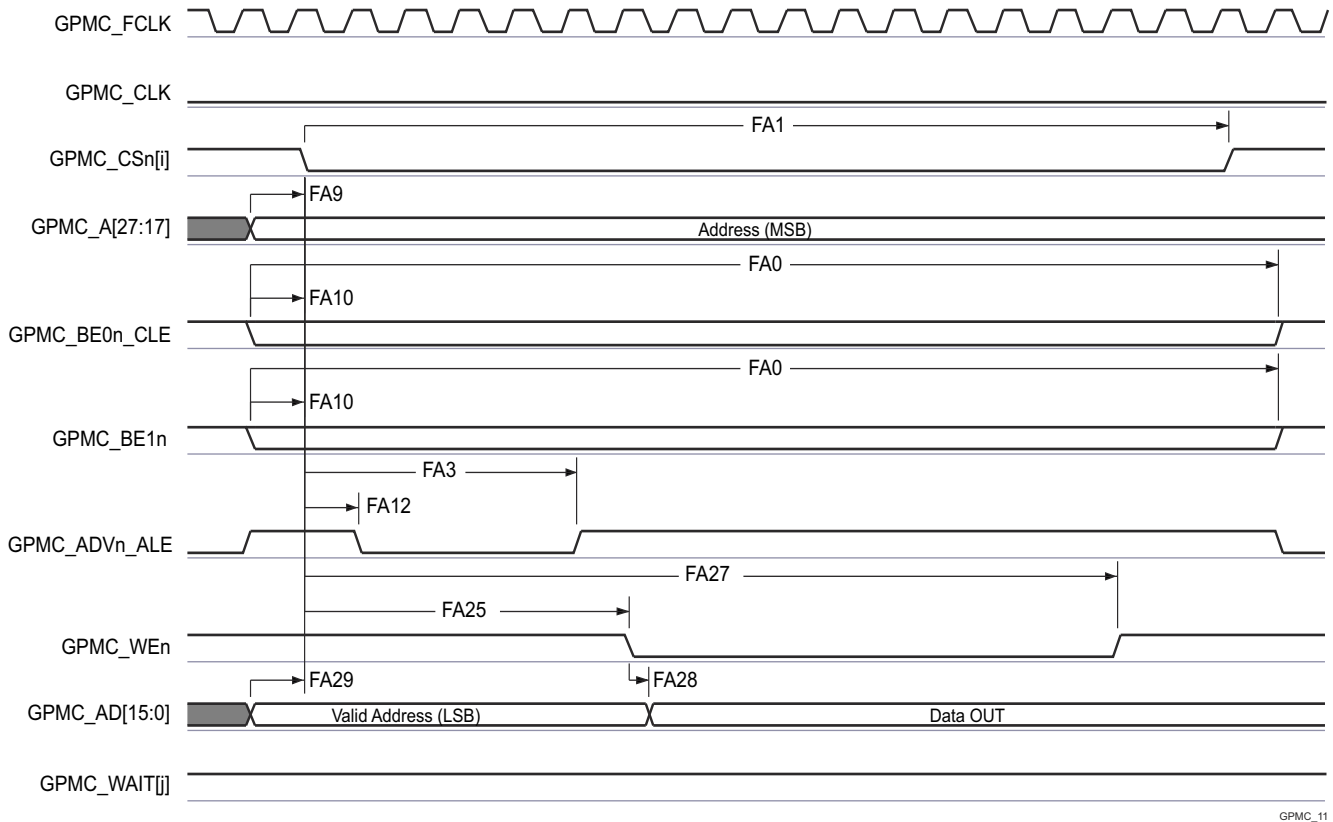 GPMC_FCLK
GPMC_CLK
FA1
GPMC_CSn[i]
FA9
GPMC_A[27:17]
Address (MSB)
FA0
FA10
GPMC_BE0n_CLE
FA0
FA10
GPMC_BE1n
FA3
FA12
GPMC_ADVn_ALE
FA27
FA25
GPMC_WEn
FA29
FA28
GPMC_AD[15:0]
Valid Address (LSB)
Data OUT
GPMC_WAIT[j]
GPMC_11